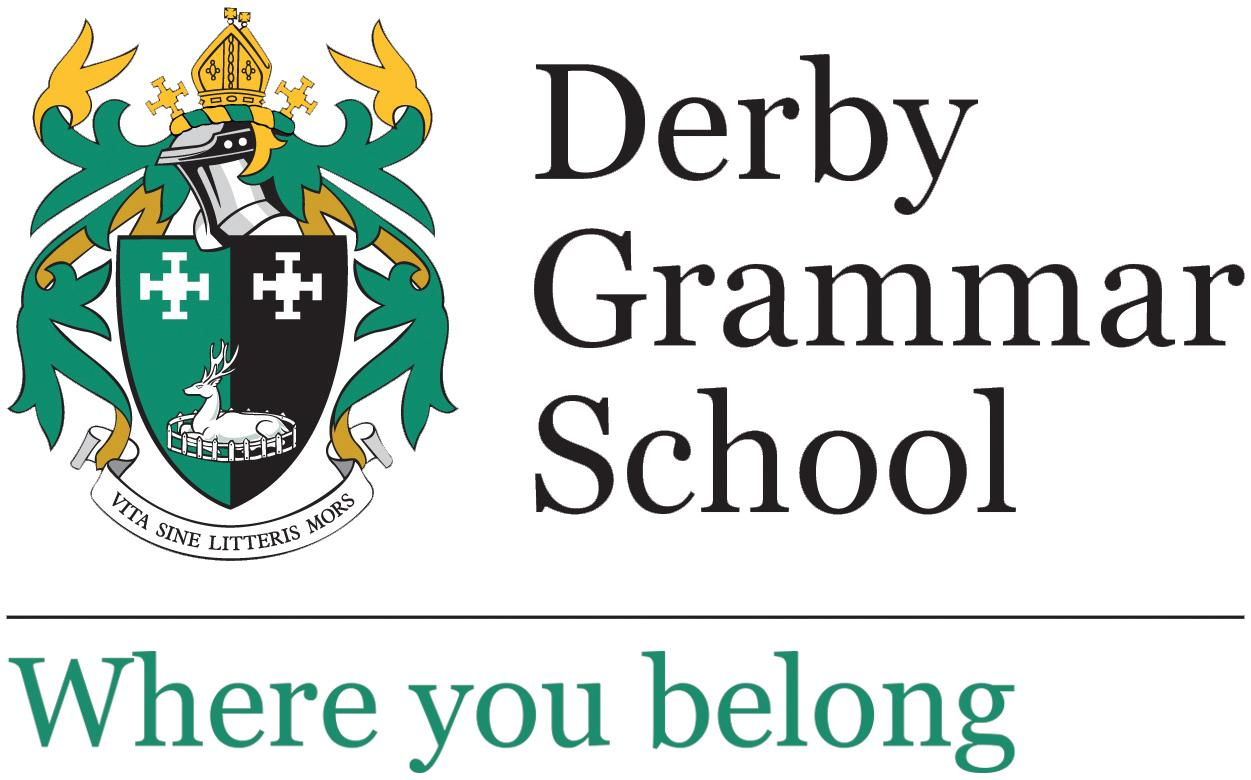 Derby
Grammar
School
VITA SINE LITTERIS MORS
Where you belong